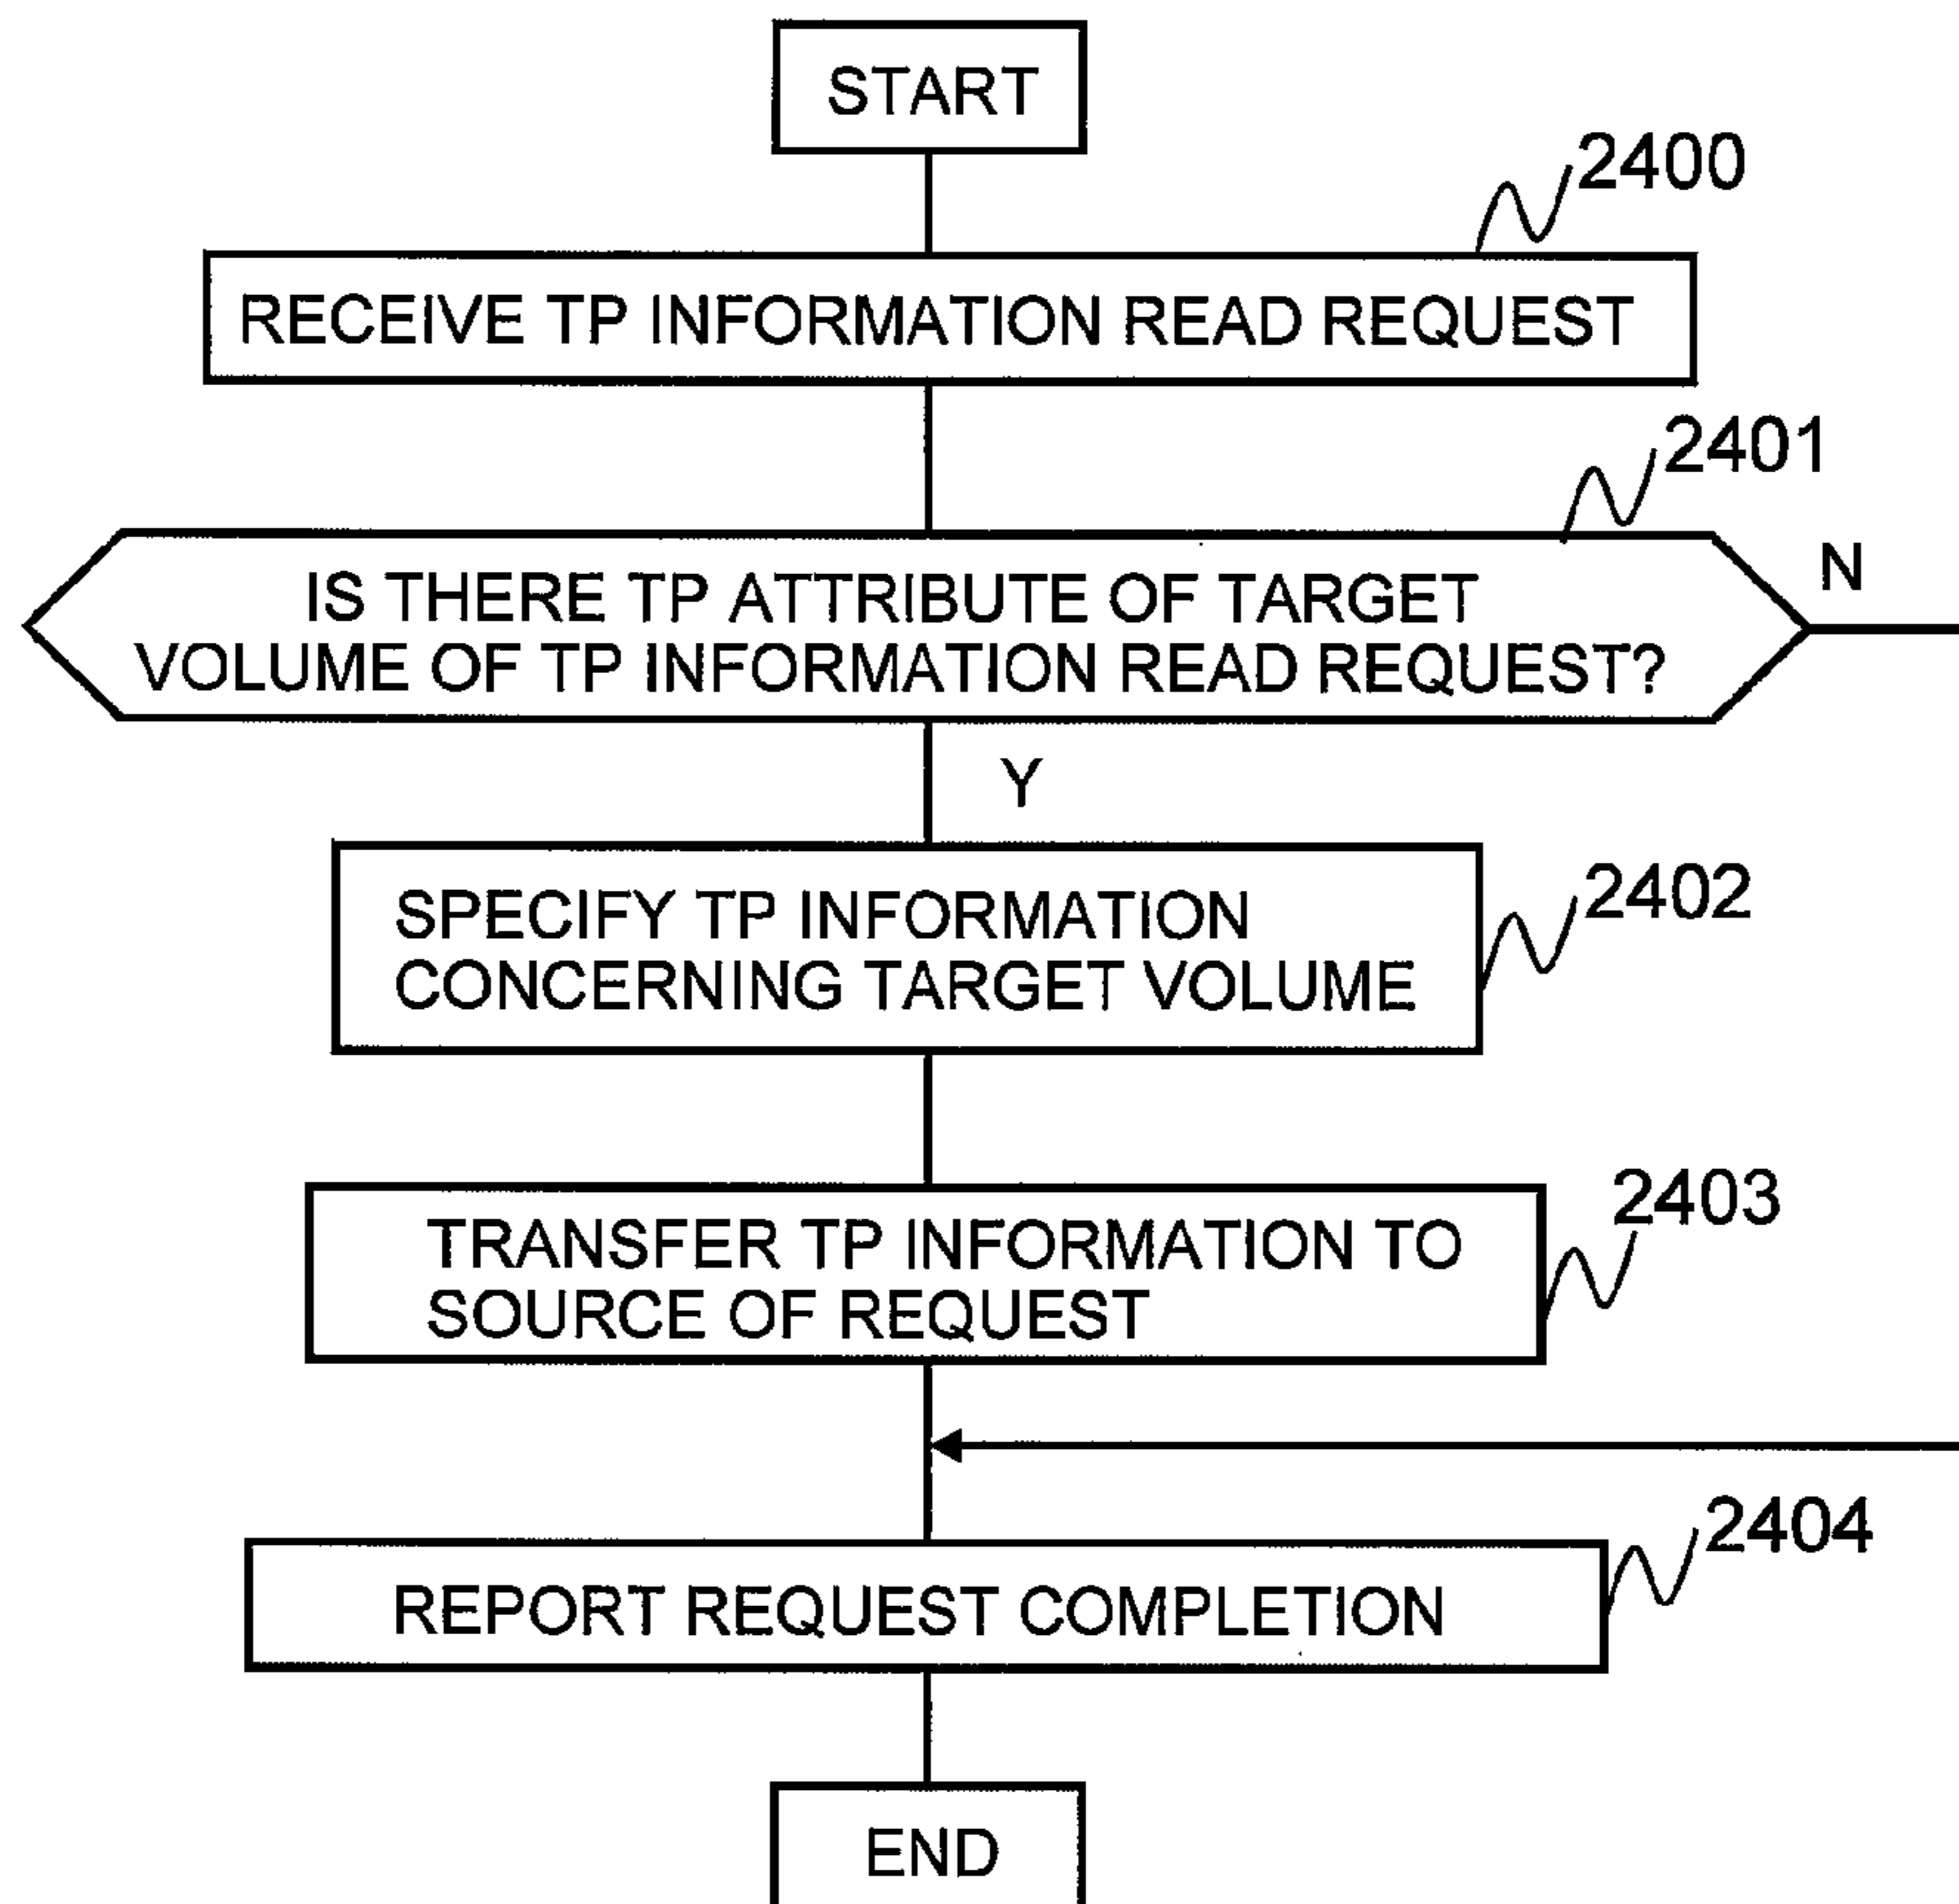 START
2400
RECEIVE TP INFORMATION READ REQUEST
2401
IS THERE TP ATTRIBUTE OF TARGET
VOLUME OF TP INFORMATION READ REQUEST?
N
Y
SPECIFY TP INFORMATION
CONCERNING TARGET VOLUME
2402
TRANSFER TP INFORMATION TO
SOURCE OF REQUEST
2403
REPORT REQUEST COMPLETION
2404
END